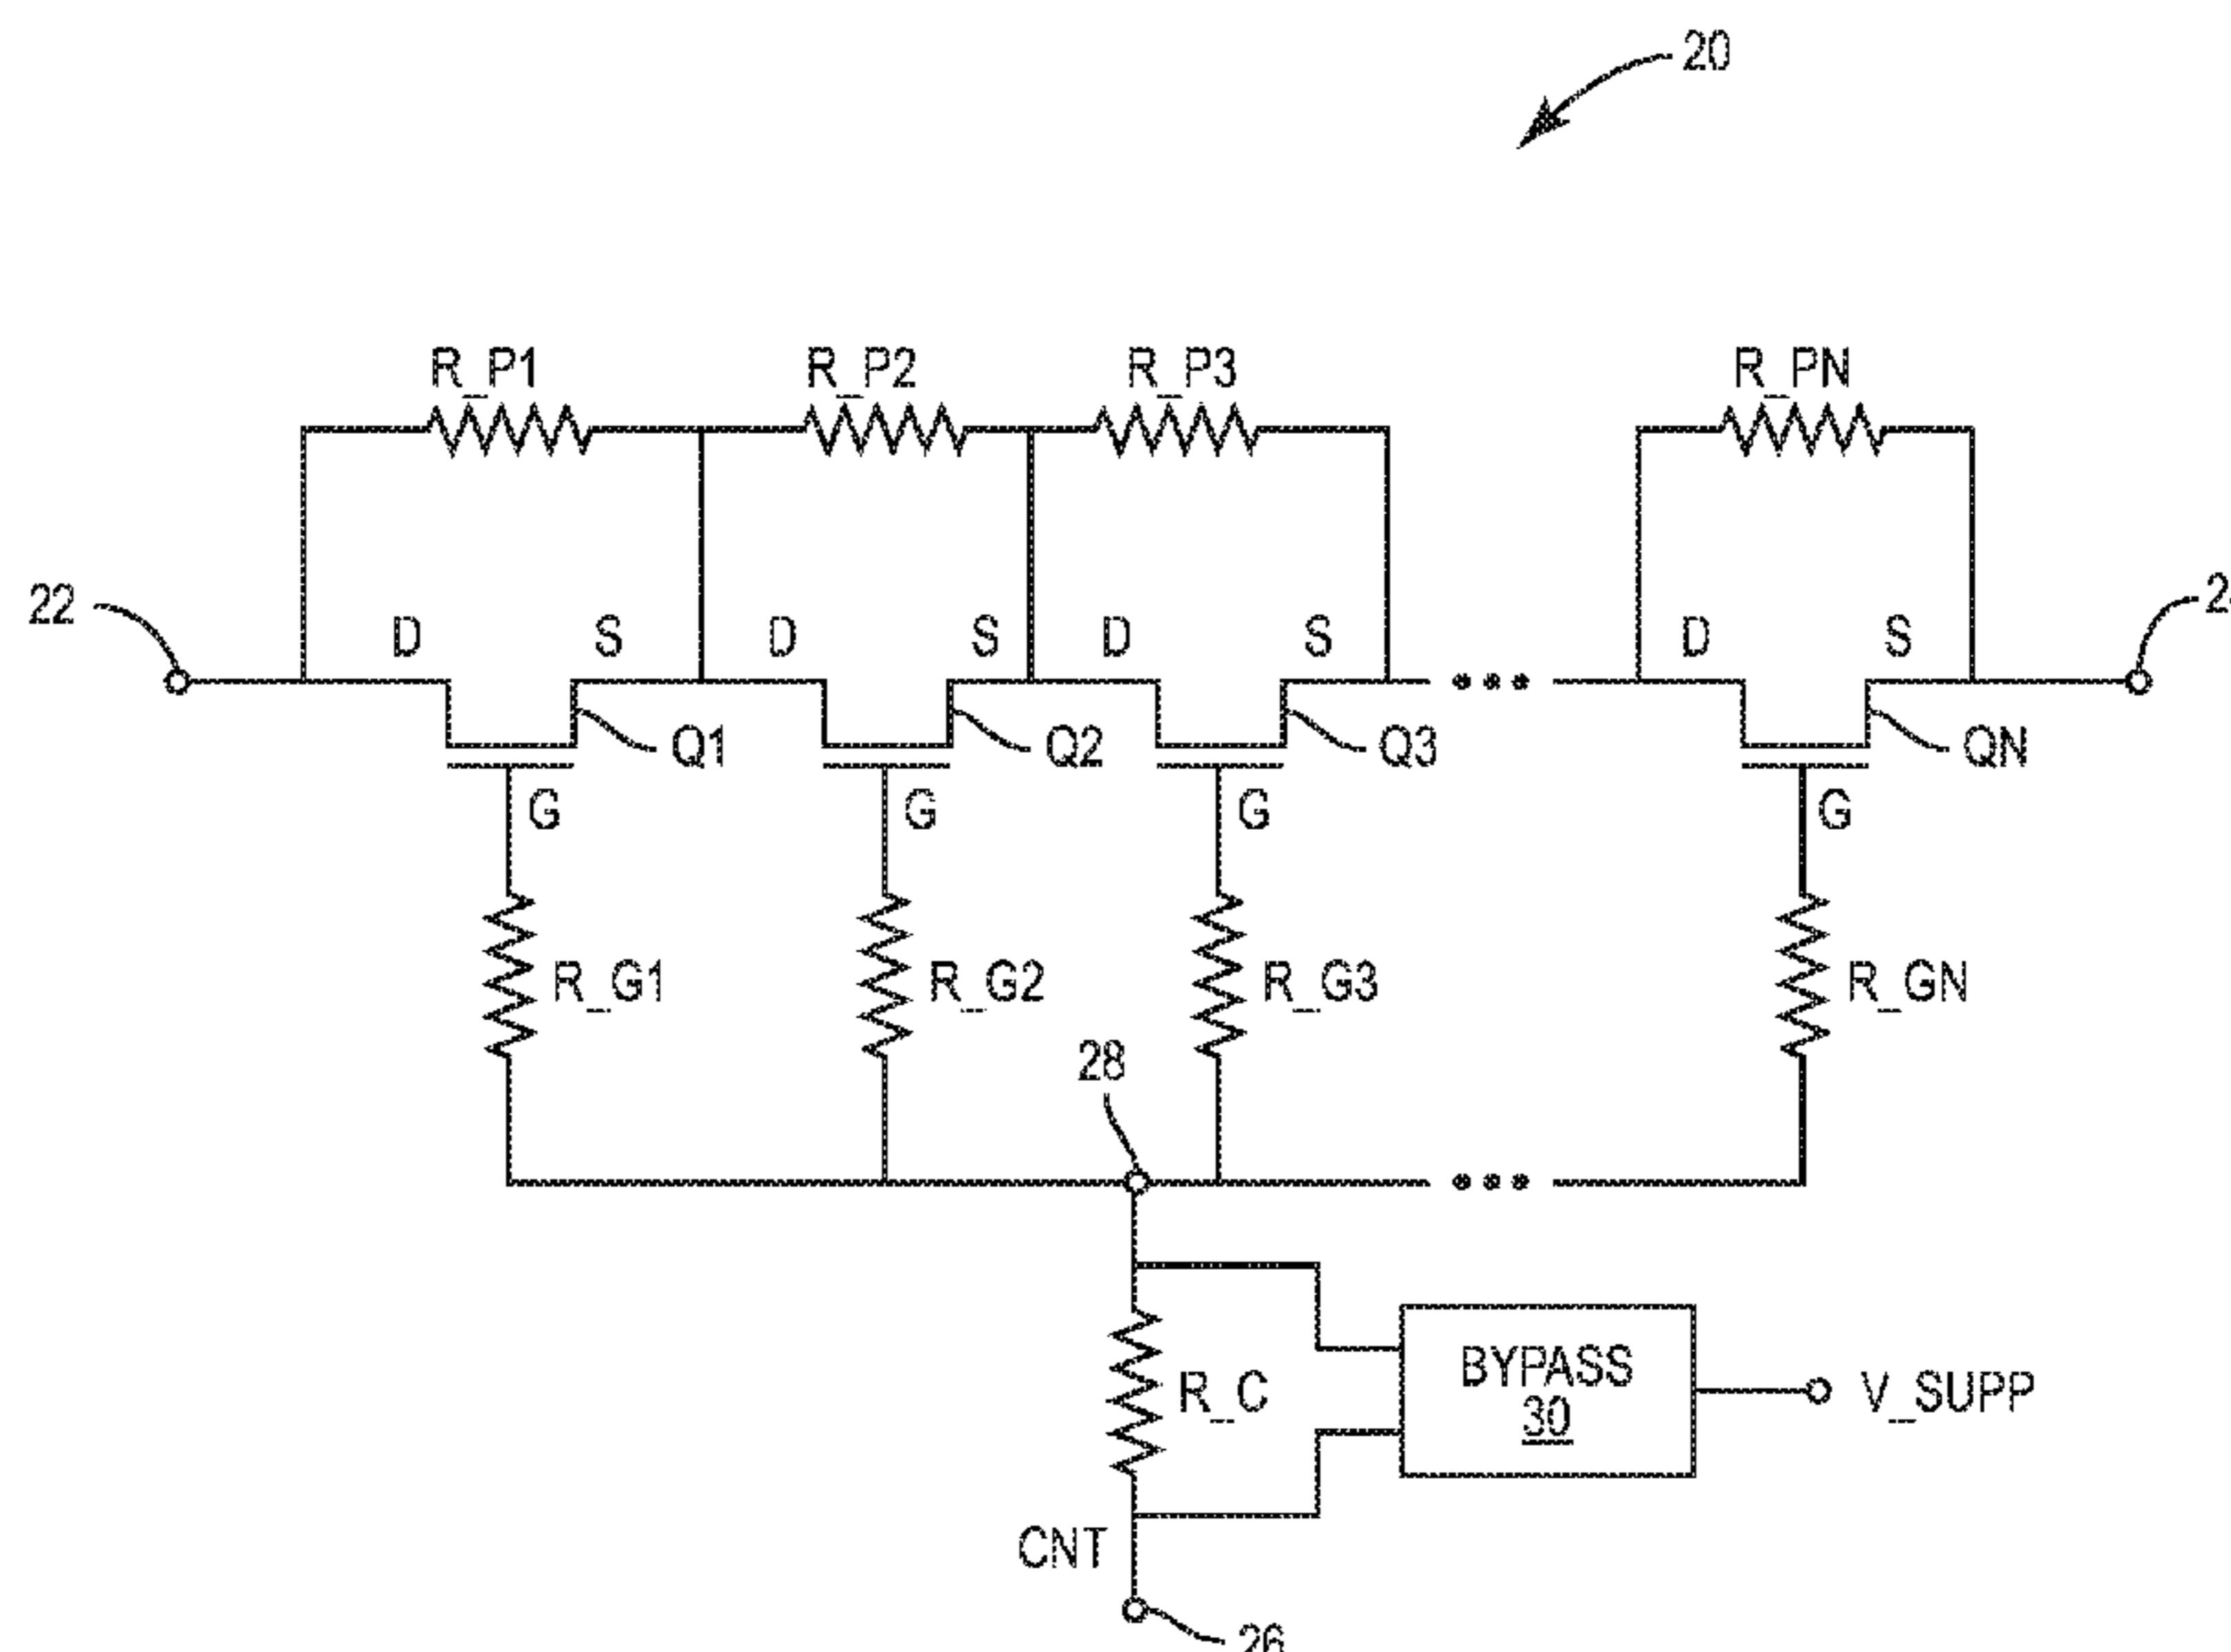 20
R_P1 R_P2 R_P3 R_PN
22
D S D S D S D S
Q1 Q2 Q3 QN
G G G G
R_G1 R_G2 R_G3 R_GN
28
R_C
BYPASS
30
V_SUPP
CNT
26